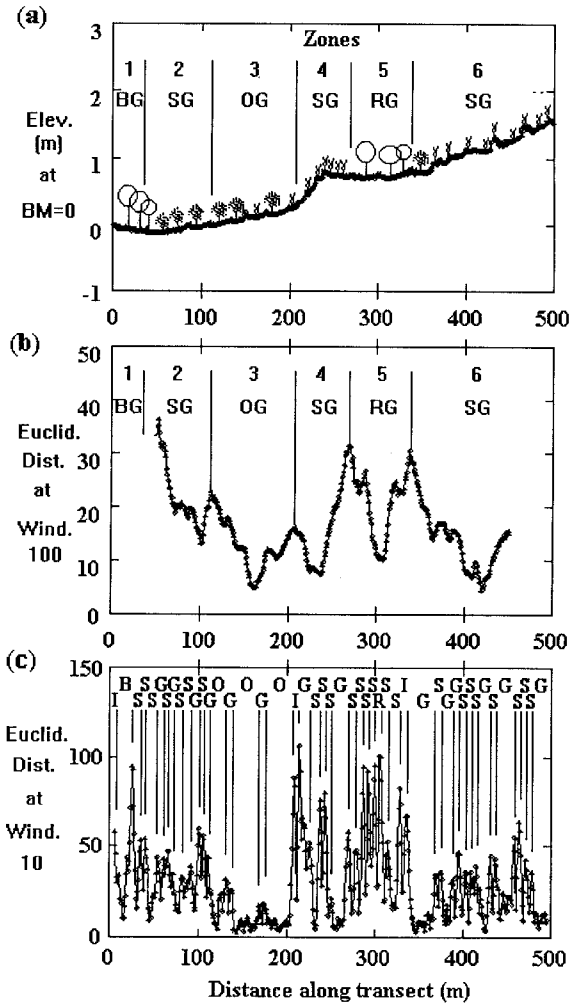 (a)
Zones
1 2 3 4 5 6
BG SG OG SG RG SG
Elev.
(m)
at
BM=0
3
2
1
0
-1
0 100 200 300 400 500
(b)
1 2 3 4 5 6
BG SG OG SG RG SG
Euclid.
Dist.
at
Wind.
100
50
40
30
20
10
0
0 100 200 300 400 500
(c)
Euclid.
Dist.
at
Wind.
10
150
100
50
0
0 100 200 300 400 500
Distance along transect (m)